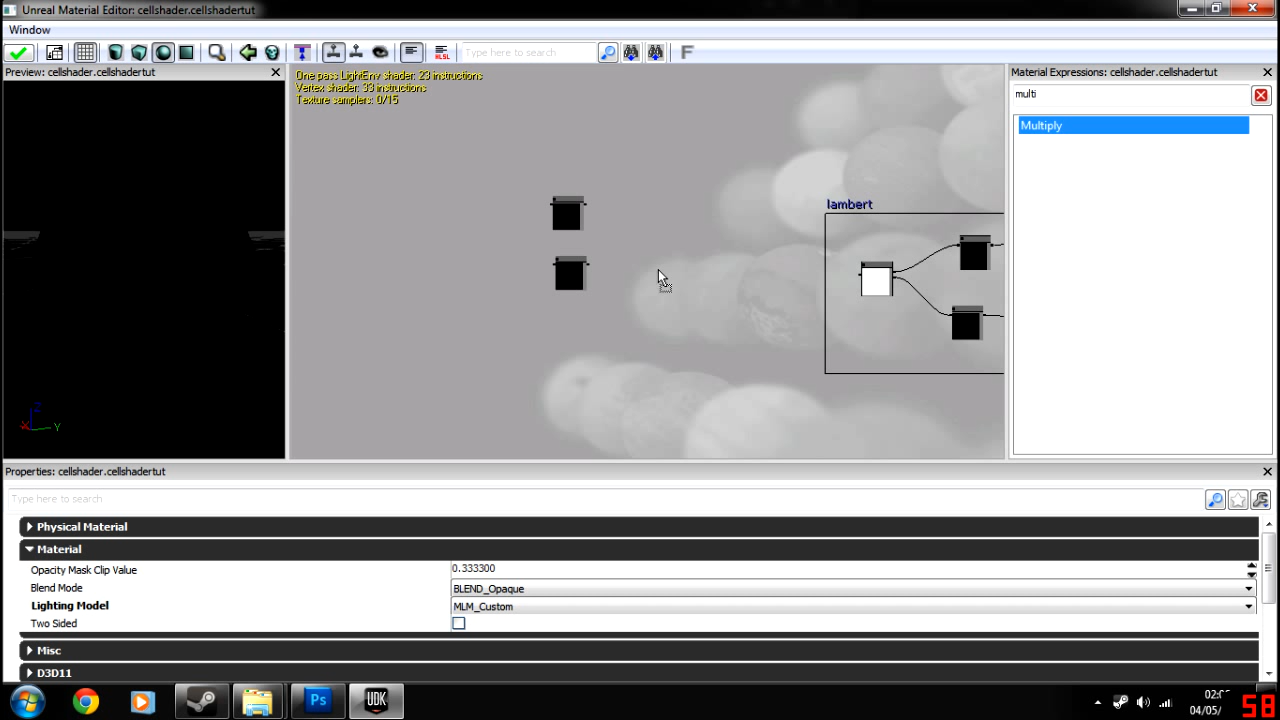 Unreal Material Editor: cellshader.cellshadertut
Window
HLSL
Type here to search
F
Preview: cellshader.cellshadertut
One pass LightEnv shader: 23 instructions
Vertex shader: 33 instructions
Texture samplers: 0/15
Material Expressions: cellshader.cellshadertut
multi
Multiply
lambert
Z
X
Y
Properties: cellshader.cellshadertut
Type here to search
Physical Material
Material
Opacity Mask Clip Value
0.333300
Blend Mode
BLEND_Opaque
Lighting Model
MLM_Custom
Two Sided
Misc
D3D11
Ps
UDK
04/05/
58